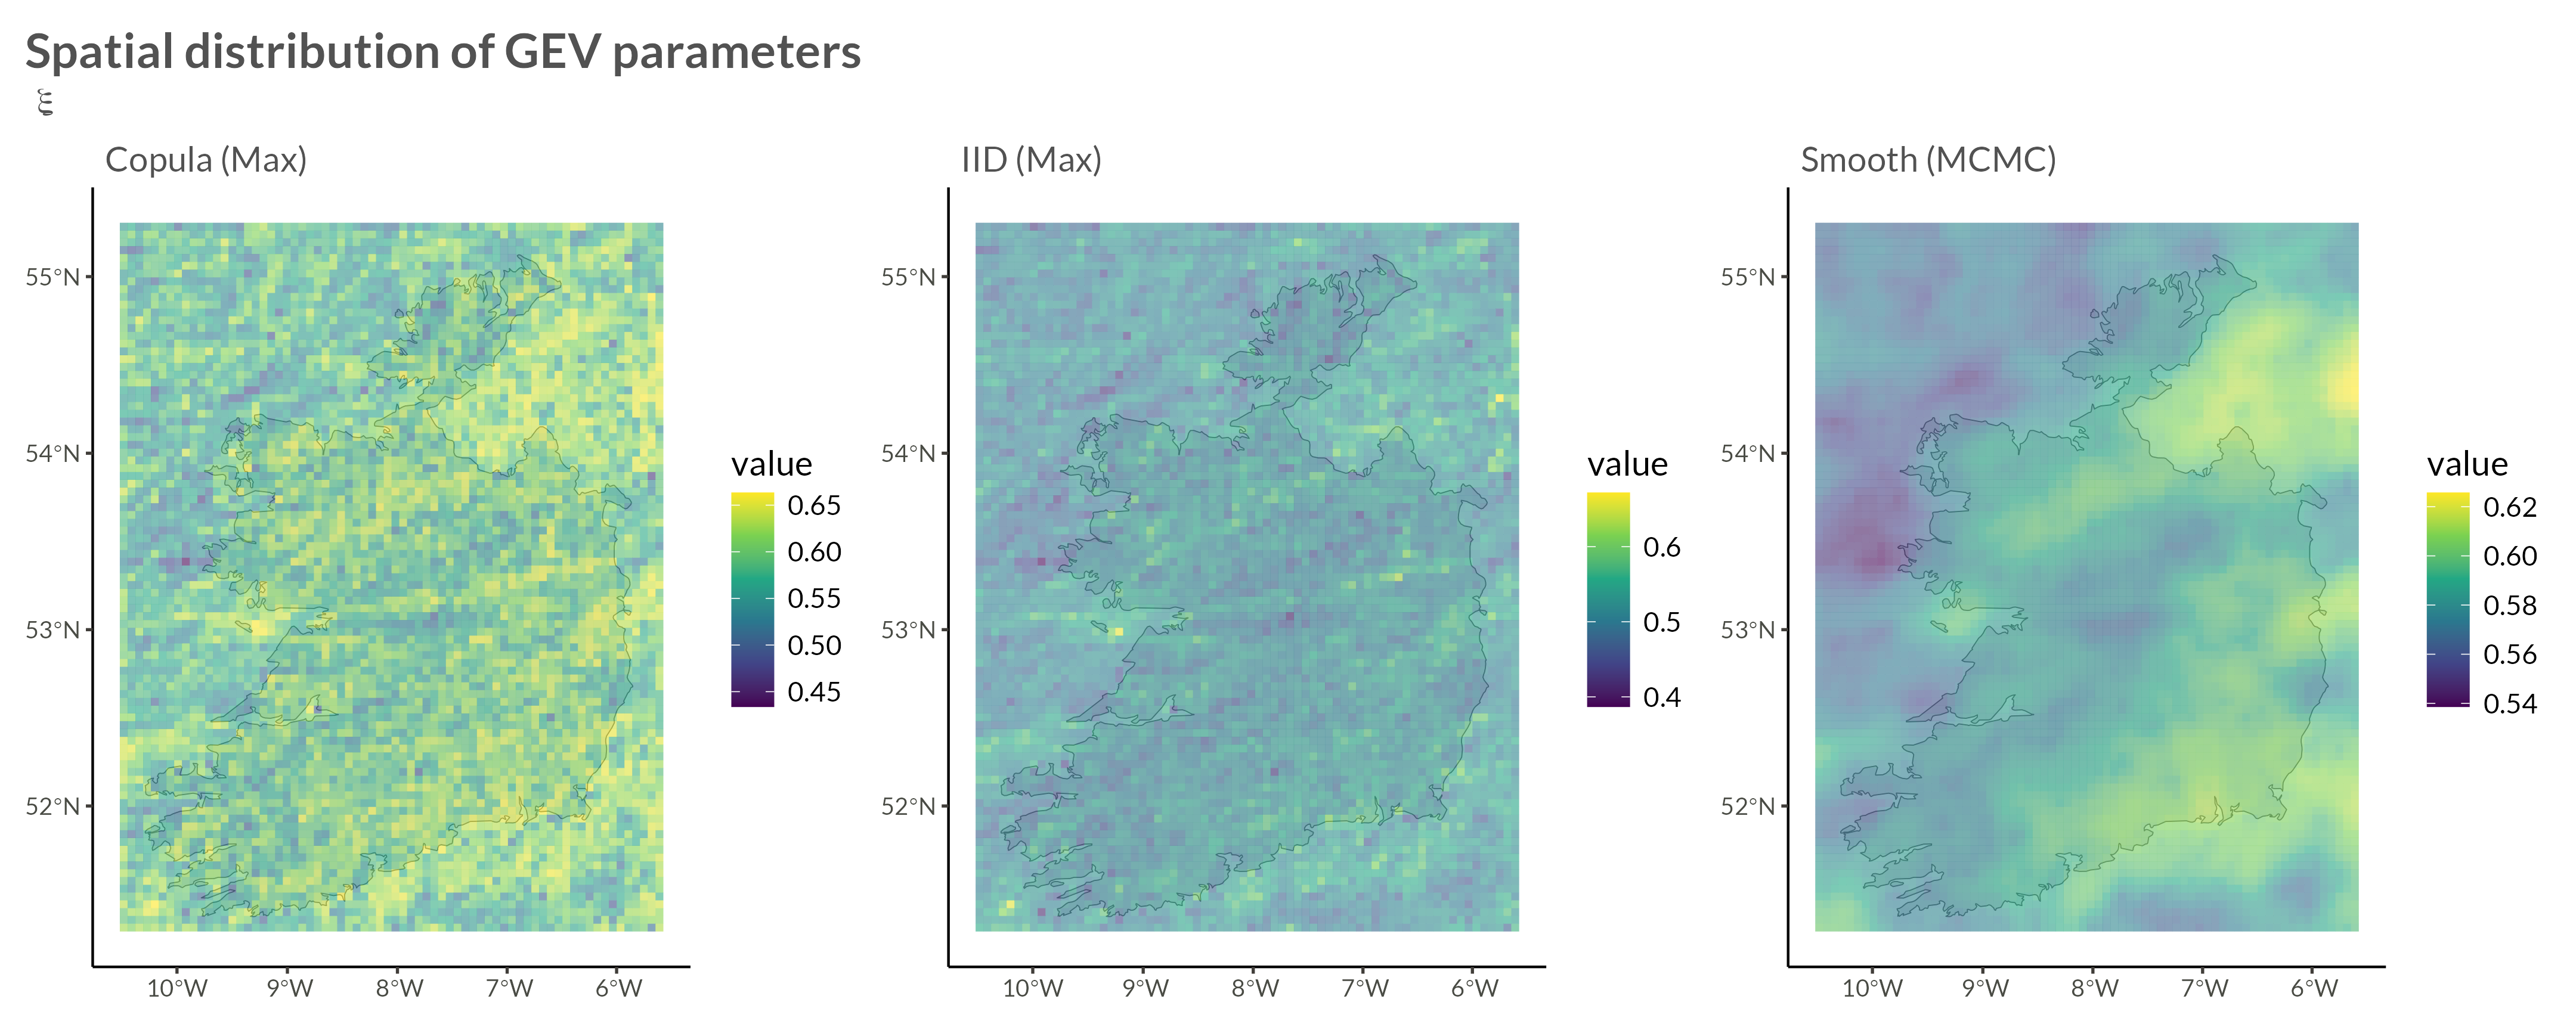 Spatial distribution of GEV parameters
ξ
Copula (Max)
55°N
54°N
53°N
52°N
10°W 9°W 8°W 7°W 6°W
value
0.65
0.60
0.55
0.50
0.45
IID (Max)
55°N
54°N
53°N
52°N
10°W 9°W 8°W 7°W 6°W
value
0.6
0.5
0.4
Smooth (MCMC)
55°N
54°N
53°N
52°N
10°W 9°W 8°W 7°W 6°W
value
0.62
0.60
0.58
0.56
0.54